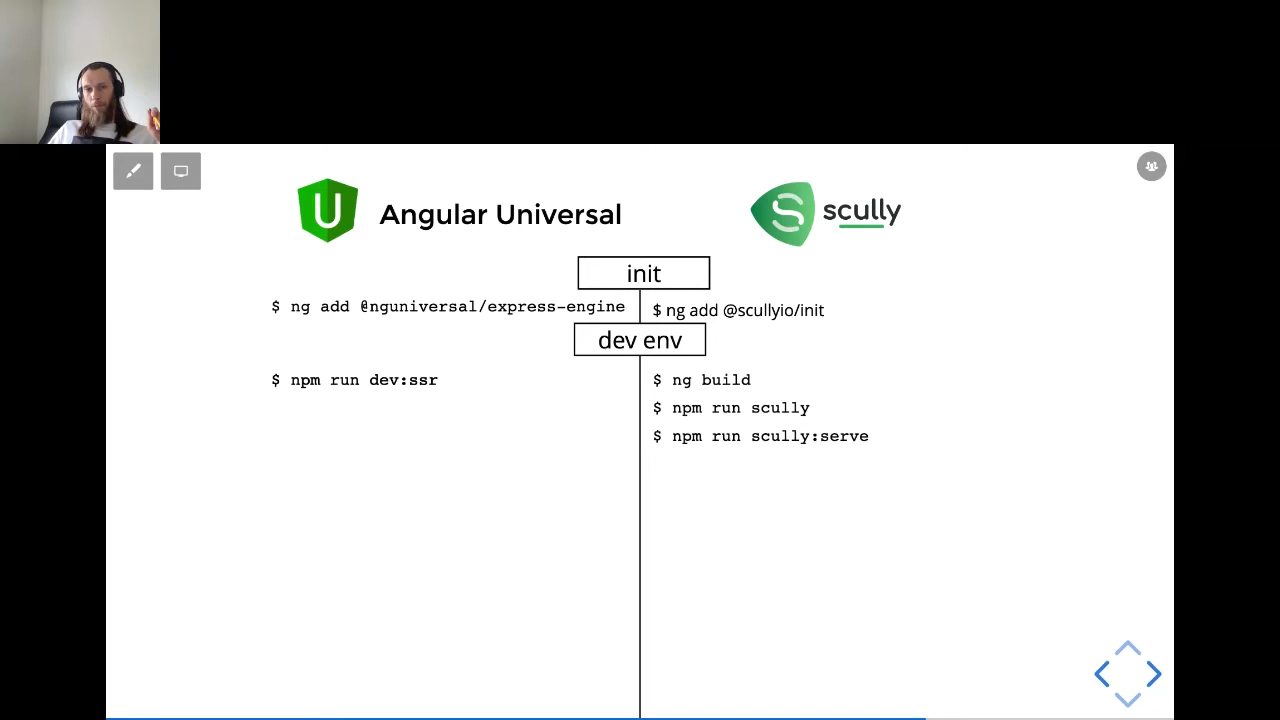 Angular Universal
scully
init
$ ng add @nguniversal/express-engine
$ ng add @scullyio/init
dev env
$ npm run dev:ssr
$ ng build
$ npm run scully
$ npm run scully:serve